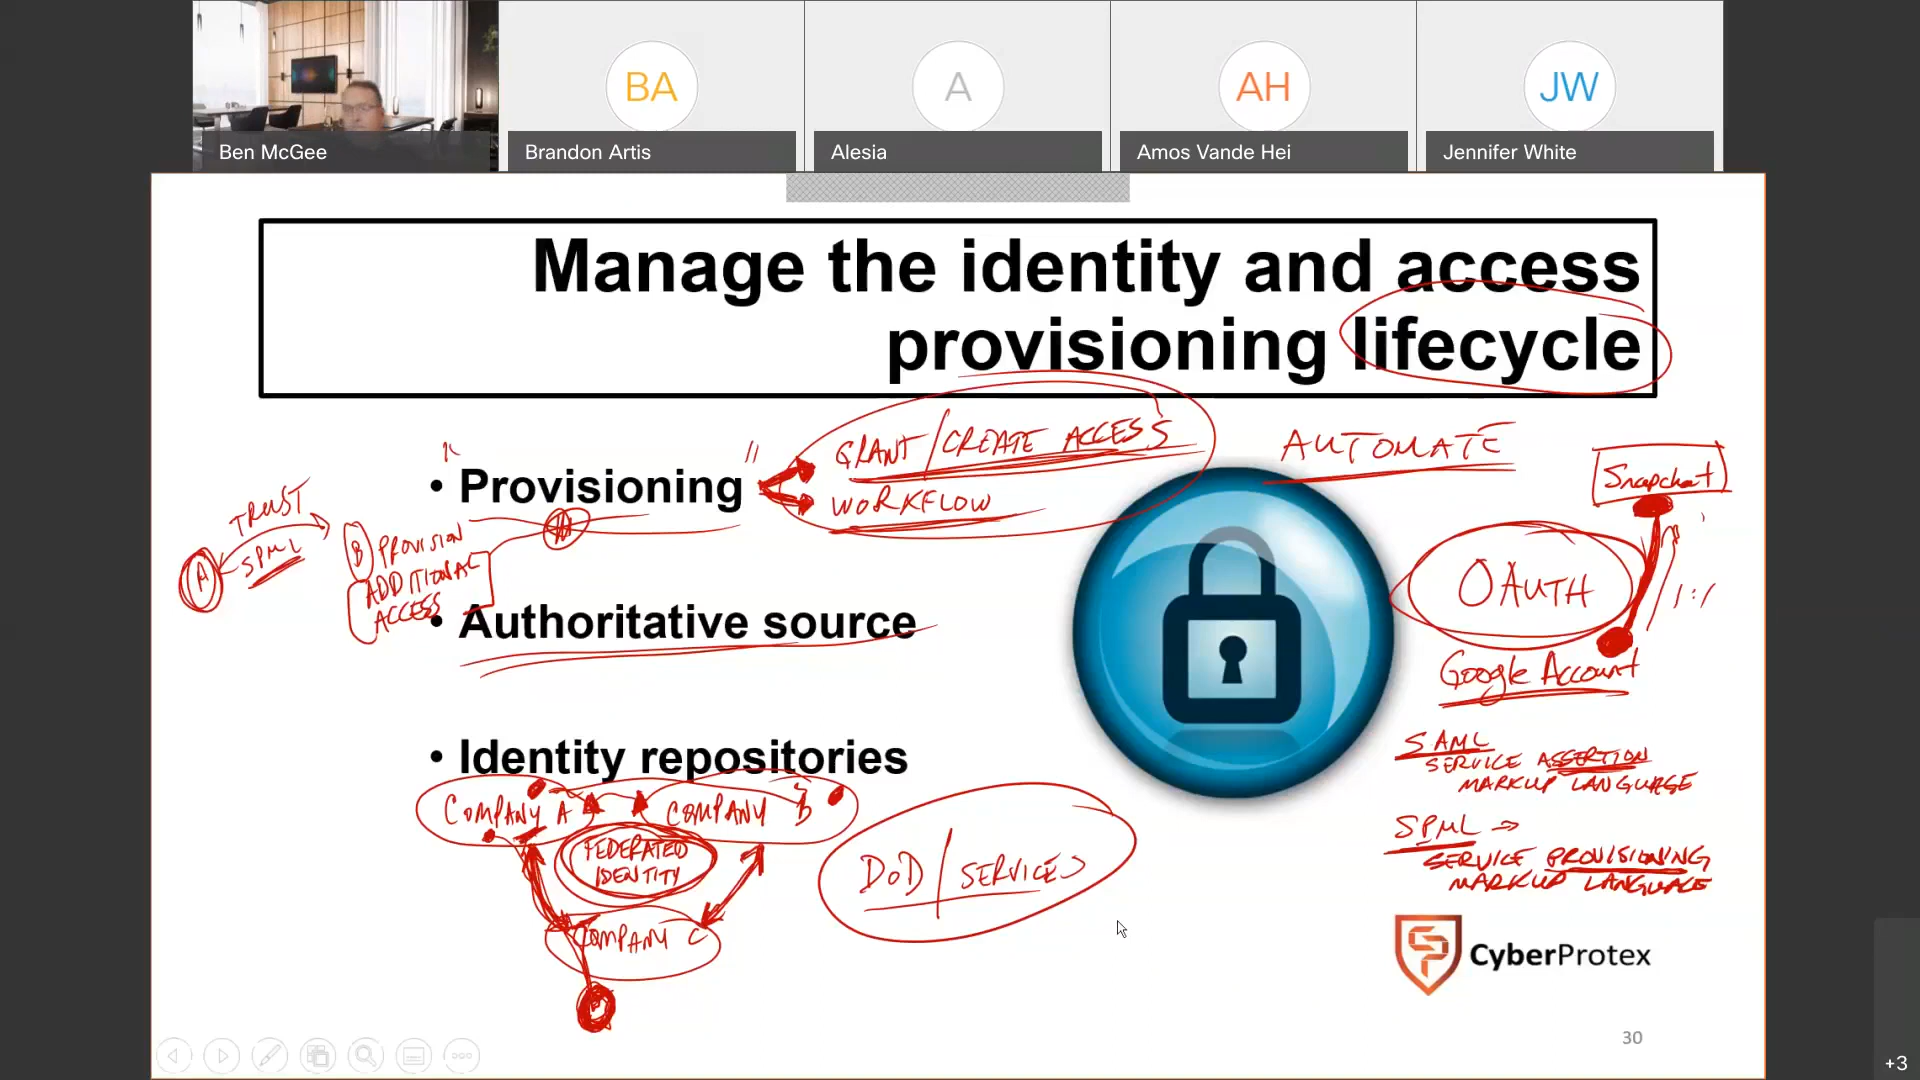 BA
A
AH
JW
Ben McGee
Brandon Artis
Alesia
Amos Vande Hei
Jennifer White
Manage the identity and access
provisioning lifecycle
• Provisioning
GRANT/CREATE ACCESS
WORKFLOW
AUTOMATE
Snapchat
TRUST
SPML
A
B PROVISION
ADDITIONAL
ACCESS
• Authoritative source
OAUTH
1:1
Google Account
• Identity repositories
COMPANY A
COMPANY B
FEDERATED
IDENTITY
COMPANY C
DoD/SERVICES
SAML
SERVICE ASSERTION
MARKUP LANGUAGE
SPML →
SERVICE PROVISIONING
MARKUP LANGUAGE
CyberProtex
30
+3